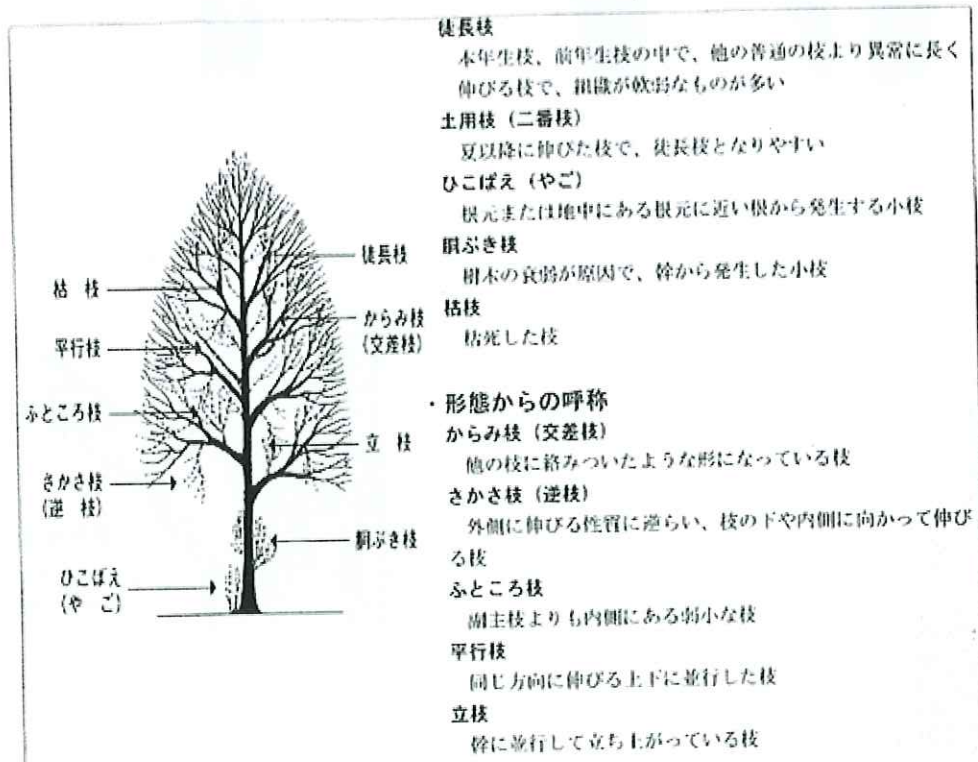 徒長枝
本年生枝、前年生枝の中で、他の普通の枝より異常に長く
伸びる枝で、組織が軟弱なものが多い
土用枝（二番枝）
夏以降に伸びた枝で、徒長枝となりやすい
ひこばえ（やご）
根元または地中にある根元に近い根から発生する小枝
胴ぶき枝
樹木の衰弱が原因で、幹から発生した小枝
枯枝
枯死した枝
・形態からの呼称
からみ枝（交差枝）
他の枝に絡みついたような形になっている枝
さかさ枝（逆枝）
外側に伸びる性質に逆らい、枝の下や内側に向かって伸び
る枝
ふところ枝
副主枝よりも内側にある弱小な枝
平行枝
同じ方向に伸びる上下に並行した枝
立枝
幹に並行して立ち上がっている枝
枯 枝
平行枝
ふところ枝
さかさ枝
(逆 枝)
ひこばえ
(や ご)
徒長枝
からみ枝
(交差枝)
立 枝
胴ぶき枝